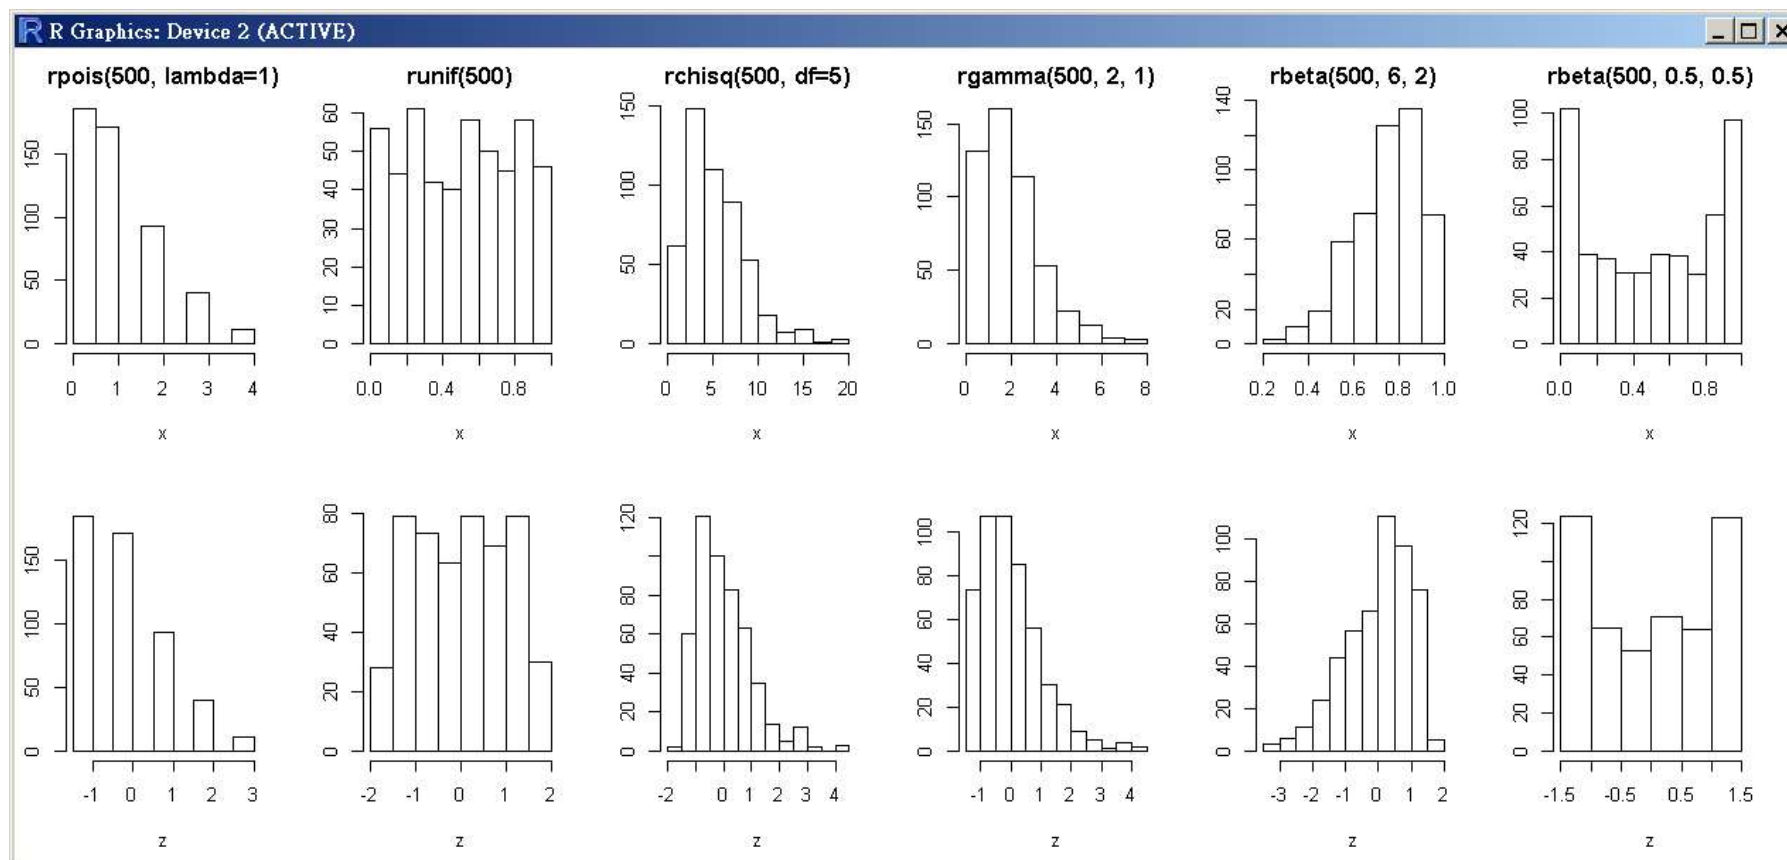 R R Graphics: Device 2 (ACTIVE)
rpois(500, lambda=1)
0 50 100 150
0 1 2 3 4
x
runif(500)
0 10 20 30 40 50 60
0.0 0.4 0.8
x
rchisq(500, df=5)
0 50 100 150
0 5 10 15 20
x
rgamma(500, 2, 1)
0 50 100 150
0 2 4 6 8
x
rbeta(500, 6, 2)
0 20 60 100 140
0.2 0.4 0.6 0.8 1.0
x
rbeta(500, 0.5, 0.5)
0 20 40 60 80 100
0.0 0.4 0.8
x
0 50 100 150
-1 0 1 2 3
z
0 20 40 60 80
-2 -1 0 1 2
z
0 20 40 60 80 120
-2 0 2 4
z
0 20 40 60 80 100
-1 0 1 2 3 4
z
0 20 40 60 80 100
-3 -2 -1 0 1 2
z
0 20 40 60 80 120
-1.5 -0.5 0.5 1.5
z